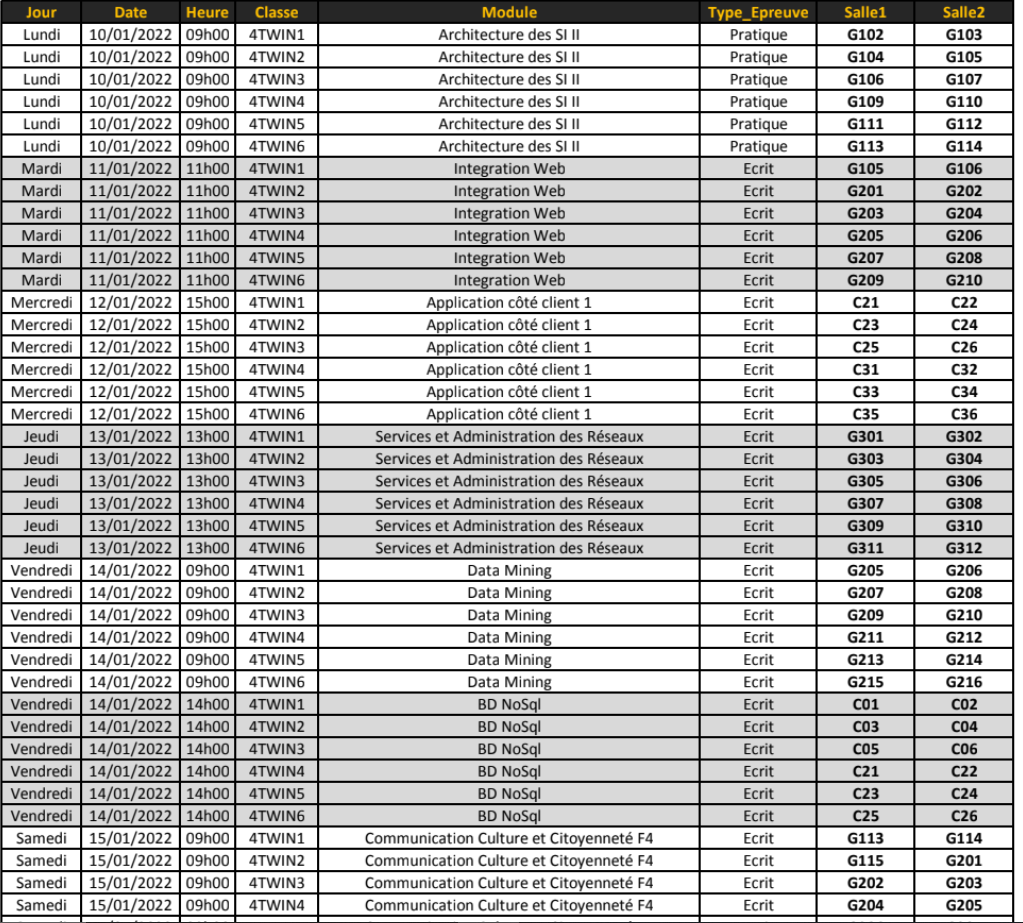 Jour Date Heure Classe Module Type_Epreuve Salle1 Salle2
Lundi 10/01/2022 09h00 4TWIN1 Architecture des SI II Pratique G102 G103
Lundi 10/01/2022 09h00 4TWIN2 Architecture des SI II Pratique G104 G105
Lundi 10/01/2022 09h00 4TWIN3 Architecture des SI II Pratique G106 G107
Lundi 10/01/2022 09h00 4TWIN4 Architecture des SI II Pratique G109 G110
Lundi 10/01/2022 09h00 4TWIN5 Architecture des SI II Pratique G111 G112
Lundi 10/01/2022 09h00 4TWIN6 Architecture des SI II Pratique G113 G114
Mardi 11/01/2022 11h00 4TWIN1 Integration Web Ecrit G105 G106
Mardi 11/01/2022 11h00 4TWIN2 Integration Web Ecrit G201 G202
Mardi 11/01/2022 11h00 4TWIN3 Integration Web Ecrit G203 G204
Mardi 11/01/2022 11h00 4TWIN4 Integration Web Ecrit G205 G206
Mardi 11/01/2022 11h00 4TWIN5 Integration Web Ecrit G207 G208
Mardi 11/01/2022 11h00 4TWIN6 Integration Web Ecrit G209 G210
Mercredi 12/01/2022 15h00 4TWIN1 Application côté client 1 Ecrit C21 C22
Mercredi 12/01/2022 15h00 4TWIN2 Application côté client 1 Ecrit C23 C24
Mercredi 12/01/2022 15h00 4TWIN3 Application côté client 1 Ecrit C25 C26
Mercredi 12/01/2022 15h00 4TWIN4 Application côté client 1 Ecrit C31 C32
Mercredi 12/01/2022 15h00 4TWIN5 Application côté client 1 Ecrit C33 C34
Mercredi 12/01/2022 15h00 4TWIN6 Application côté client 1 Ecrit C35 C36
Jeudi 13/01/2022 13h00 4TWIN1 Services et Administration des Réseaux Ecrit G301 G302
Jeudi 13/01/2022 13h00 4TWIN2 Services et Administration des Réseaux Ecrit G303 G304
Jeudi 13/01/2022 13h00 4TWIN3 Services et Administration des Réseaux Ecrit G305 G306
Jeudi 13/01/2022 13h00 4TWIN4 Services et Administration des Réseaux Ecrit G307 G308
Jeudi 13/01/2022 13h00 4TWIN5 Services et Administration des Réseaux Ecrit G309 G310
Jeudi 13/01/2022 13h00 4TWIN6 Services et Administration des Réseaux Ecrit G311 G312
Vendredi 14/01/2022 09h00 4TWIN1 Data Mining Ecrit G205 G206
Vendredi 14/01/2022 09h00 4TWIN2 Data Mining Ecrit G207 G208
Vendredi 14/01/2022 09h00 4TWIN3 Data Mining Ecrit G209 G210
Vendredi 14/01/2022 09h00 4TWIN4 Data Mining Ecrit G211 G212
Vendredi 14/01/2022 09h00 4TWIN5 Data Mining Ecrit G213 G214
Vendredi 14/01/2022 09h00 4TWIN6 Data Mining Ecrit G215 G216
Vendredi 14/01/2022 14h00 4TWIN1 BD NoSql Ecrit C01 C02
Vendredi 14/01/2022 14h00 4TWIN2 BD NoSql Ecrit C03 C04
Vendredi 14/01/2022 14h00 4TWIN3 BD NoSql Ecrit C05 C06
Vendredi 14/01/2022 14h00 4TWIN4 BD NoSql Ecrit C21 C22
Vendredi 14/01/2022 14h00 4TWIN5 BD NoSql Ecrit C23 C24
Vendredi 14/01/2022 14h00 4TWIN6 BD NoSql Ecrit C25 C26
Samedi 15/01/2022 09h00 4TWIN1 Communication Culture et Citoyenneté F4 Ecrit G113 G114
Samedi 15/01/2022 09h00 4TWIN2 Communication Culture et Citoyenneté F4 Ecrit G115 G201
Samedi 15/01/2022 09h00 4TWIN3 Communication Culture et Citoyenneté F4 Ecrit G202 G203
Samedi 15/01/2022 09h00 4TWIN4 Communication Culture et Citoyenneté F4 Ecrit G204 G205